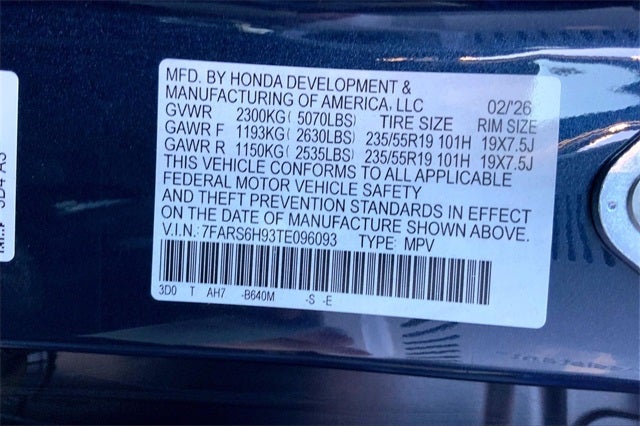 MFD. BY HONDA DEVELOPMENT &
MANUFACTURING OF AMERICA, LLC 02/'26
GVWR 2300KG( 5070LBS) TIRE SIZE RIM SIZE
GAWR F 1193KG( 2630LBS) 235/55R19 101H 19X7.5J
GAWR R 1150KG( 2535LBS) 235/55R19 101H 19X7.5J
THIS VEHICLE CONFORMS TO ALL APPLICABLE
FEDERAL MOTOR VEHICLE SAFETY
AND THEFT PREVENTION STANDARDS IN EFFECT
ON THE DATE OF MANUFACTURE SHOWN ABOVE.
V.I.N.: 7FARS6H93TE096093 TYPE: MPV
3D0 T AH7 -B640M -S -E